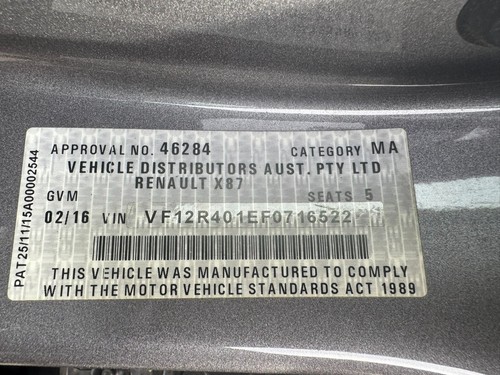 APPROVAL NO. 46284 CATEGORY MA
VEHICLE DISTRIBUTORS AUST. PTY LTD
RENAULT X87
GVM SEATS 5
02/16 VIN VF12R401EF0716522
THIS VEHICLE WAS MANUFACTURED TO COMPLY
WITH THE MOTOR VEHICLE STANDARDS ACT 1989
PAT25/11/15A00002544